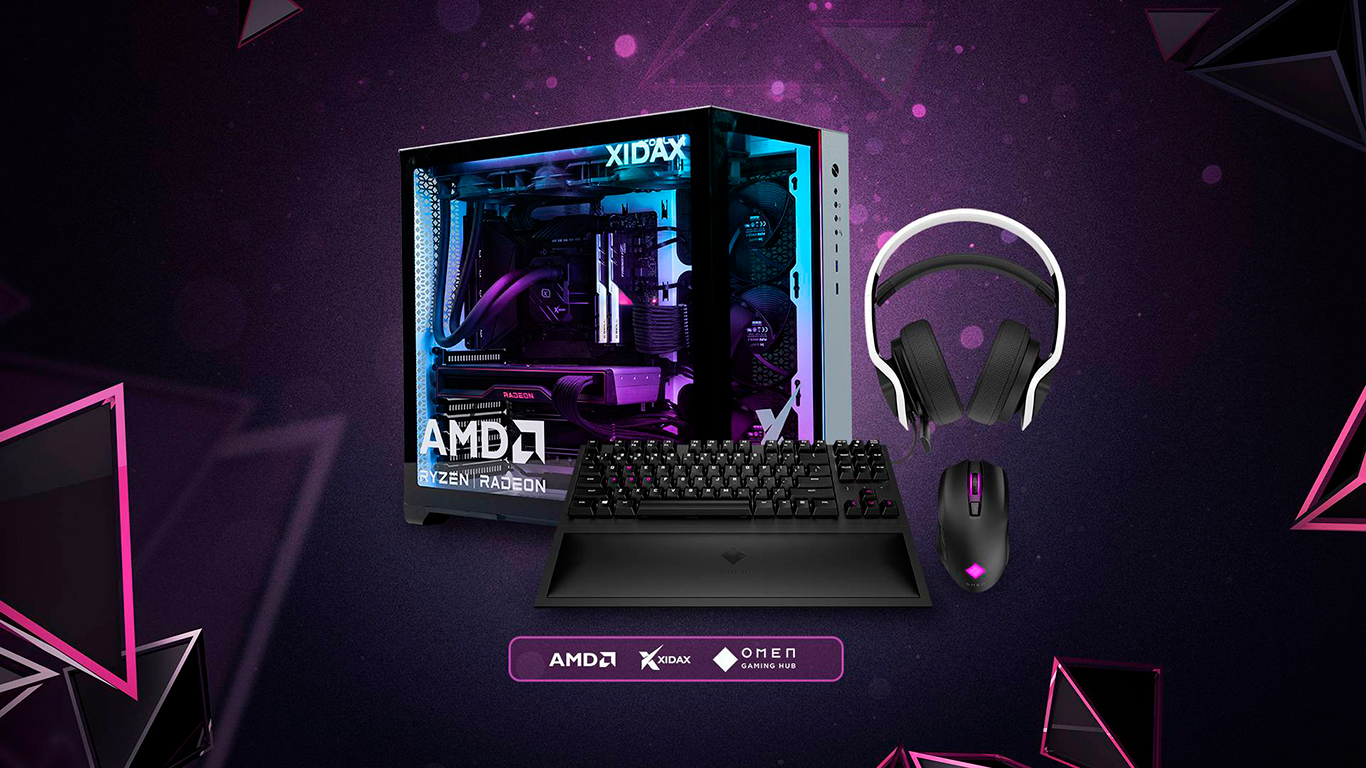 XIDAX
RADEON
AMD
RYZEN | RADEON
AMD XIDAX OMEN
GAMING HUB